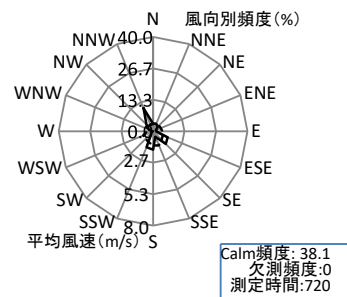 N 風向別頻度(%)
NNW 40.0 NNE
NW 26.7 NE
WNW 13.3 ENE
W 0.0 E
WSW 2.7 ESE
SW 5.3 SE
SSW 8.0 SSE
平均風速(m/s) S
Calm頻度: 38.1
欠測頻度:0
測定時間:720